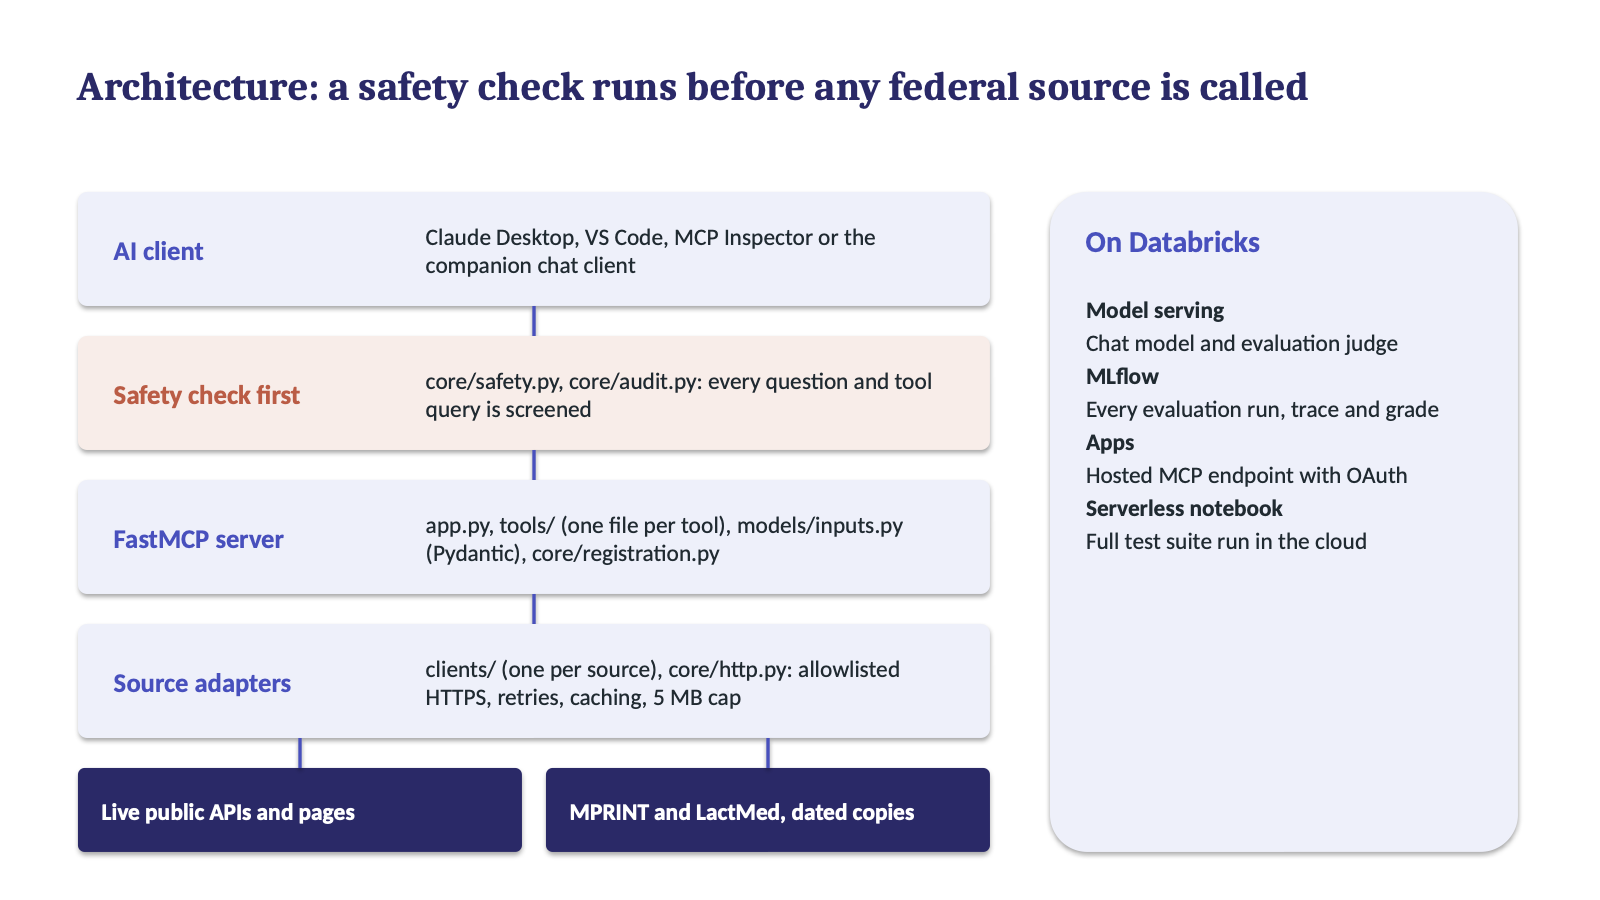 Architecture: a safety check runs before any federal source is called
AI client
Claude Desktop, VS Code, MCP Inspector or the
companion chat client
Safety check first
core/safety.py, core/audit.py: every question and tool
query is screened
FastMCP server
app.py, tools/ (one file per tool), models/inputs.py
(Pydantic), core/registration.py
Source adapters
clients/ (one per source), core/http.py: allowlisted
HTTPS, retries, caching, 5 MB cap
Live public APIs and pages
MPRINT and LactMed, dated copies
On Databricks
Model serving
Chat model and evaluation judge
MLflow
Every evaluation run, trace and grade
Apps
Hosted MCP endpoint with OAuth
Serverless notebook
Full test suite run in the cloud